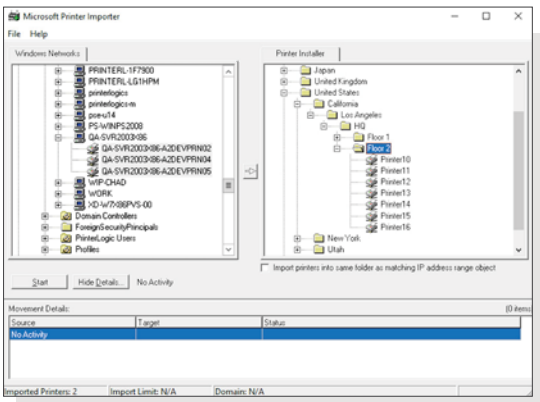 Microsoft Printer Importer
File Help
Windows Networks
PRINTERL-1F7900
PRINTERL-LG1HPM
printerlogics
printerlogics-m
pce-u14
PS-WINPS2008
QA-SVR2003X86
QA-SVR2003X86-A2DEVPRN02
QA-SVR2003X86-A2DEVPRN04
QA-SVR2003X86-A2DEVPRN05
WIP-CHAD
WORK
XD-W7X86PVS-00
Domain Controllers
ForeignSecurityPrincipals
PrinterLogic Users
Profiles
Printer Installer
Japan
United Kingdom
United States
California
Los Angeles
HQ
Floor 1
Floor 2
Printer10
Printer11
Printer12
Printer13
Printer14
Printer15
Printer16
New York
Utah
Import printers into same folder as matching IP address range object
Start Hide Details... No Activity
Movement Details: (0 items
Source Target Status
No Activity
Imported Printers: 2 Import Limit: N/A Domain: N/A